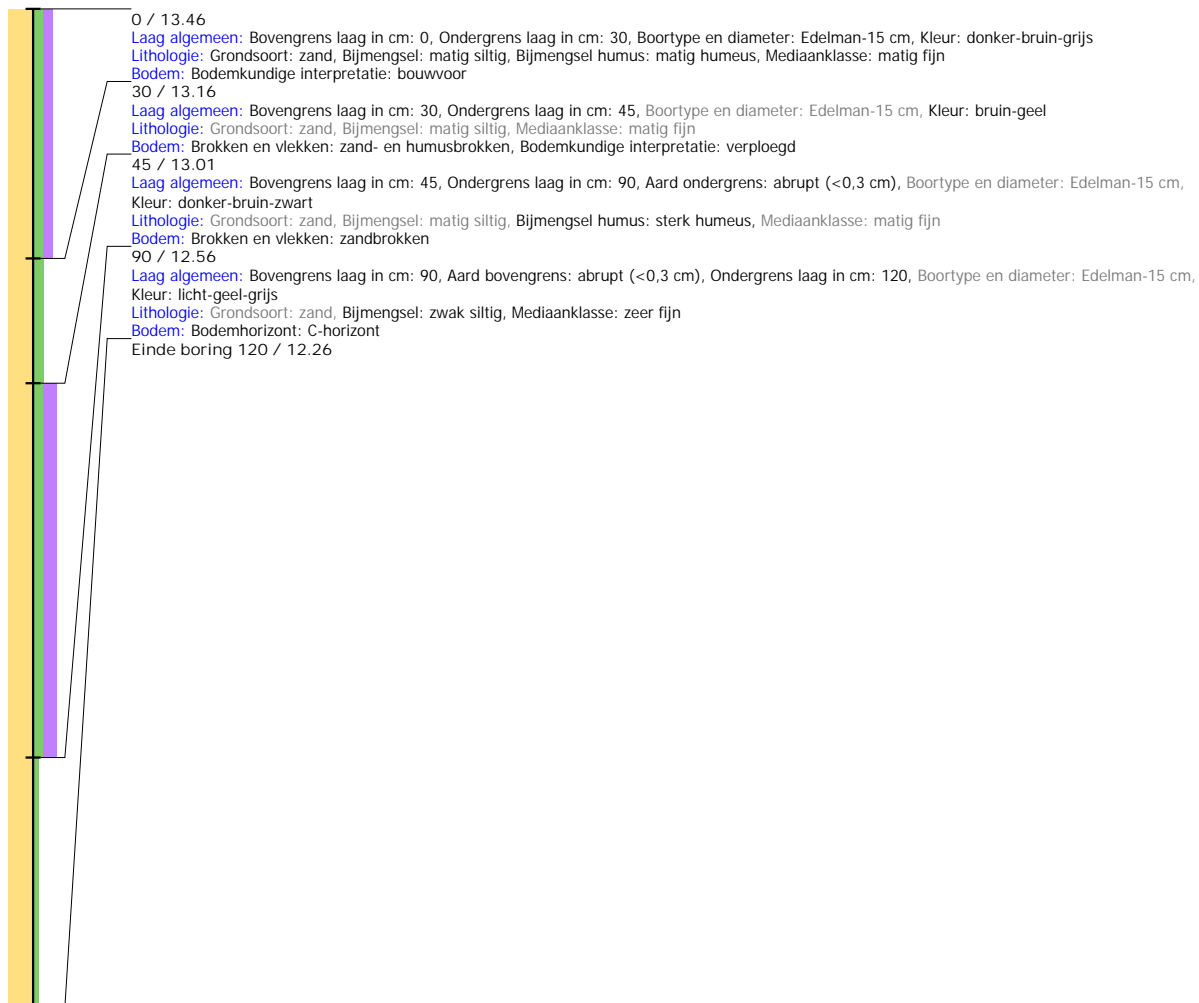 0 / 13.46
Laag algemeen: Bovengrens laag in cm: 0, Ondergrens laag in cm: 30, Boortype en diameter: Edelman-15 cm, Kleur: donker-bruin-grijs
Lithologie: Grondsoort: zand, Bijmengsel: matig siltig, Bijmengsel humus: matig humeus, Mediaanklasse: matig fijn
Bodem: Bodemkundige interpretatie: bouwvoor
30 / 13.16
Laag algemeen: Bovengrens laag in cm: 30, Ondergrens laag in cm: 45, Boortype en diameter: Edelman-15 cm, Kleur: bruin-geel
Lithologie: Grondsoort: zand, Bijmengsel: matig siltig, Mediaanklasse: matig fijn
Bodem: Brokken en vlekken: zand- en humusbrokken, Bodemkundige interpretatie: verploegd
45 / 13.01
Laag algemeen: Bovengrens laag in cm: 45, Ondergrens laag in cm: 90, Aard ondergrens: abrupt (<0,3 cm), Boortype en diameter: Edelman-15 cm,
Kleur: donker-bruin-zwart
Lithologie: Grondsoort: zand, Bijmengsel: matig siltig, Bijmengsel humus: sterk humeus, Mediaanklasse: matig fijn
Bodem: Brokken en vlekken: zandbrokken
90 / 12.56
Laag algemeen: Bovengrens laag in cm: 90, Aard bovengrens: abrupt (<0,3 cm), Ondergrens laag in cm: 120, Boortype en diameter: Edelman-15 cm,
Kleur: licht-geel-grijs
Lithologie: Grondsoort: zand, Bijmengsel: zwak siltig, Mediaanklasse: zeer fijn
Bodem: Bodemhorizont: C-horizont
Einde boring 120 / 12.26